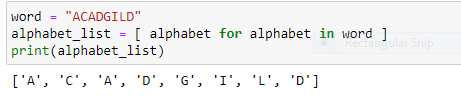 word = "ACADGILD"
alphabet_list = [ alphabet for alphabet in word ]
print(alphabet_list)
['A', 'C', 'A', 'D', 'G', 'I', 'L', 'D']
Rectangular Snip